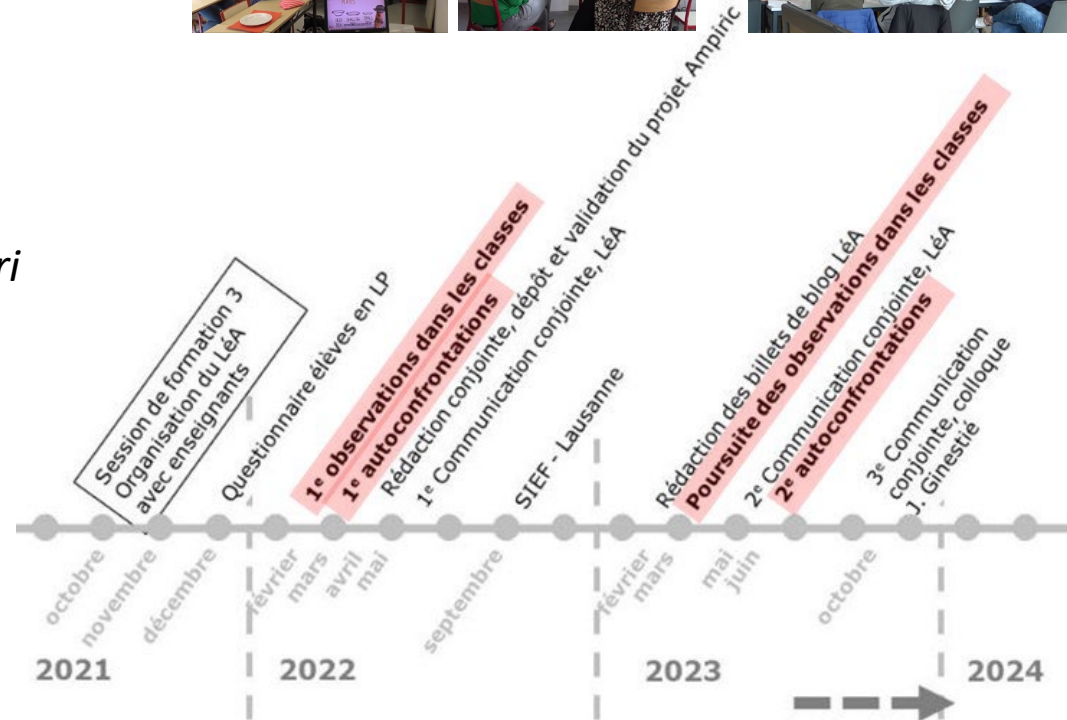 ri
Session de formation 3
Organisation du LéA
avec enseignants
Questionnaire élèves en LP
1e observations dans les classes
1e autoconfrontations
Rédaction conjointe, dépôt et validation du projet Ampiric
1e Communication conjointe, LéA
SIEF - Lausanne
Rédaction des billets de blog LéA
Poursuite des observations dans les classes
2e Communication conjointe, LéA
2e autoconfrontations
3e Communication
conjointe, colloque
J. Ginestié
octobre
novembre
décembre
février
mars
avril
mai
septembre
février
mars
mai
juin
octobre
2021
2022
2023
2024